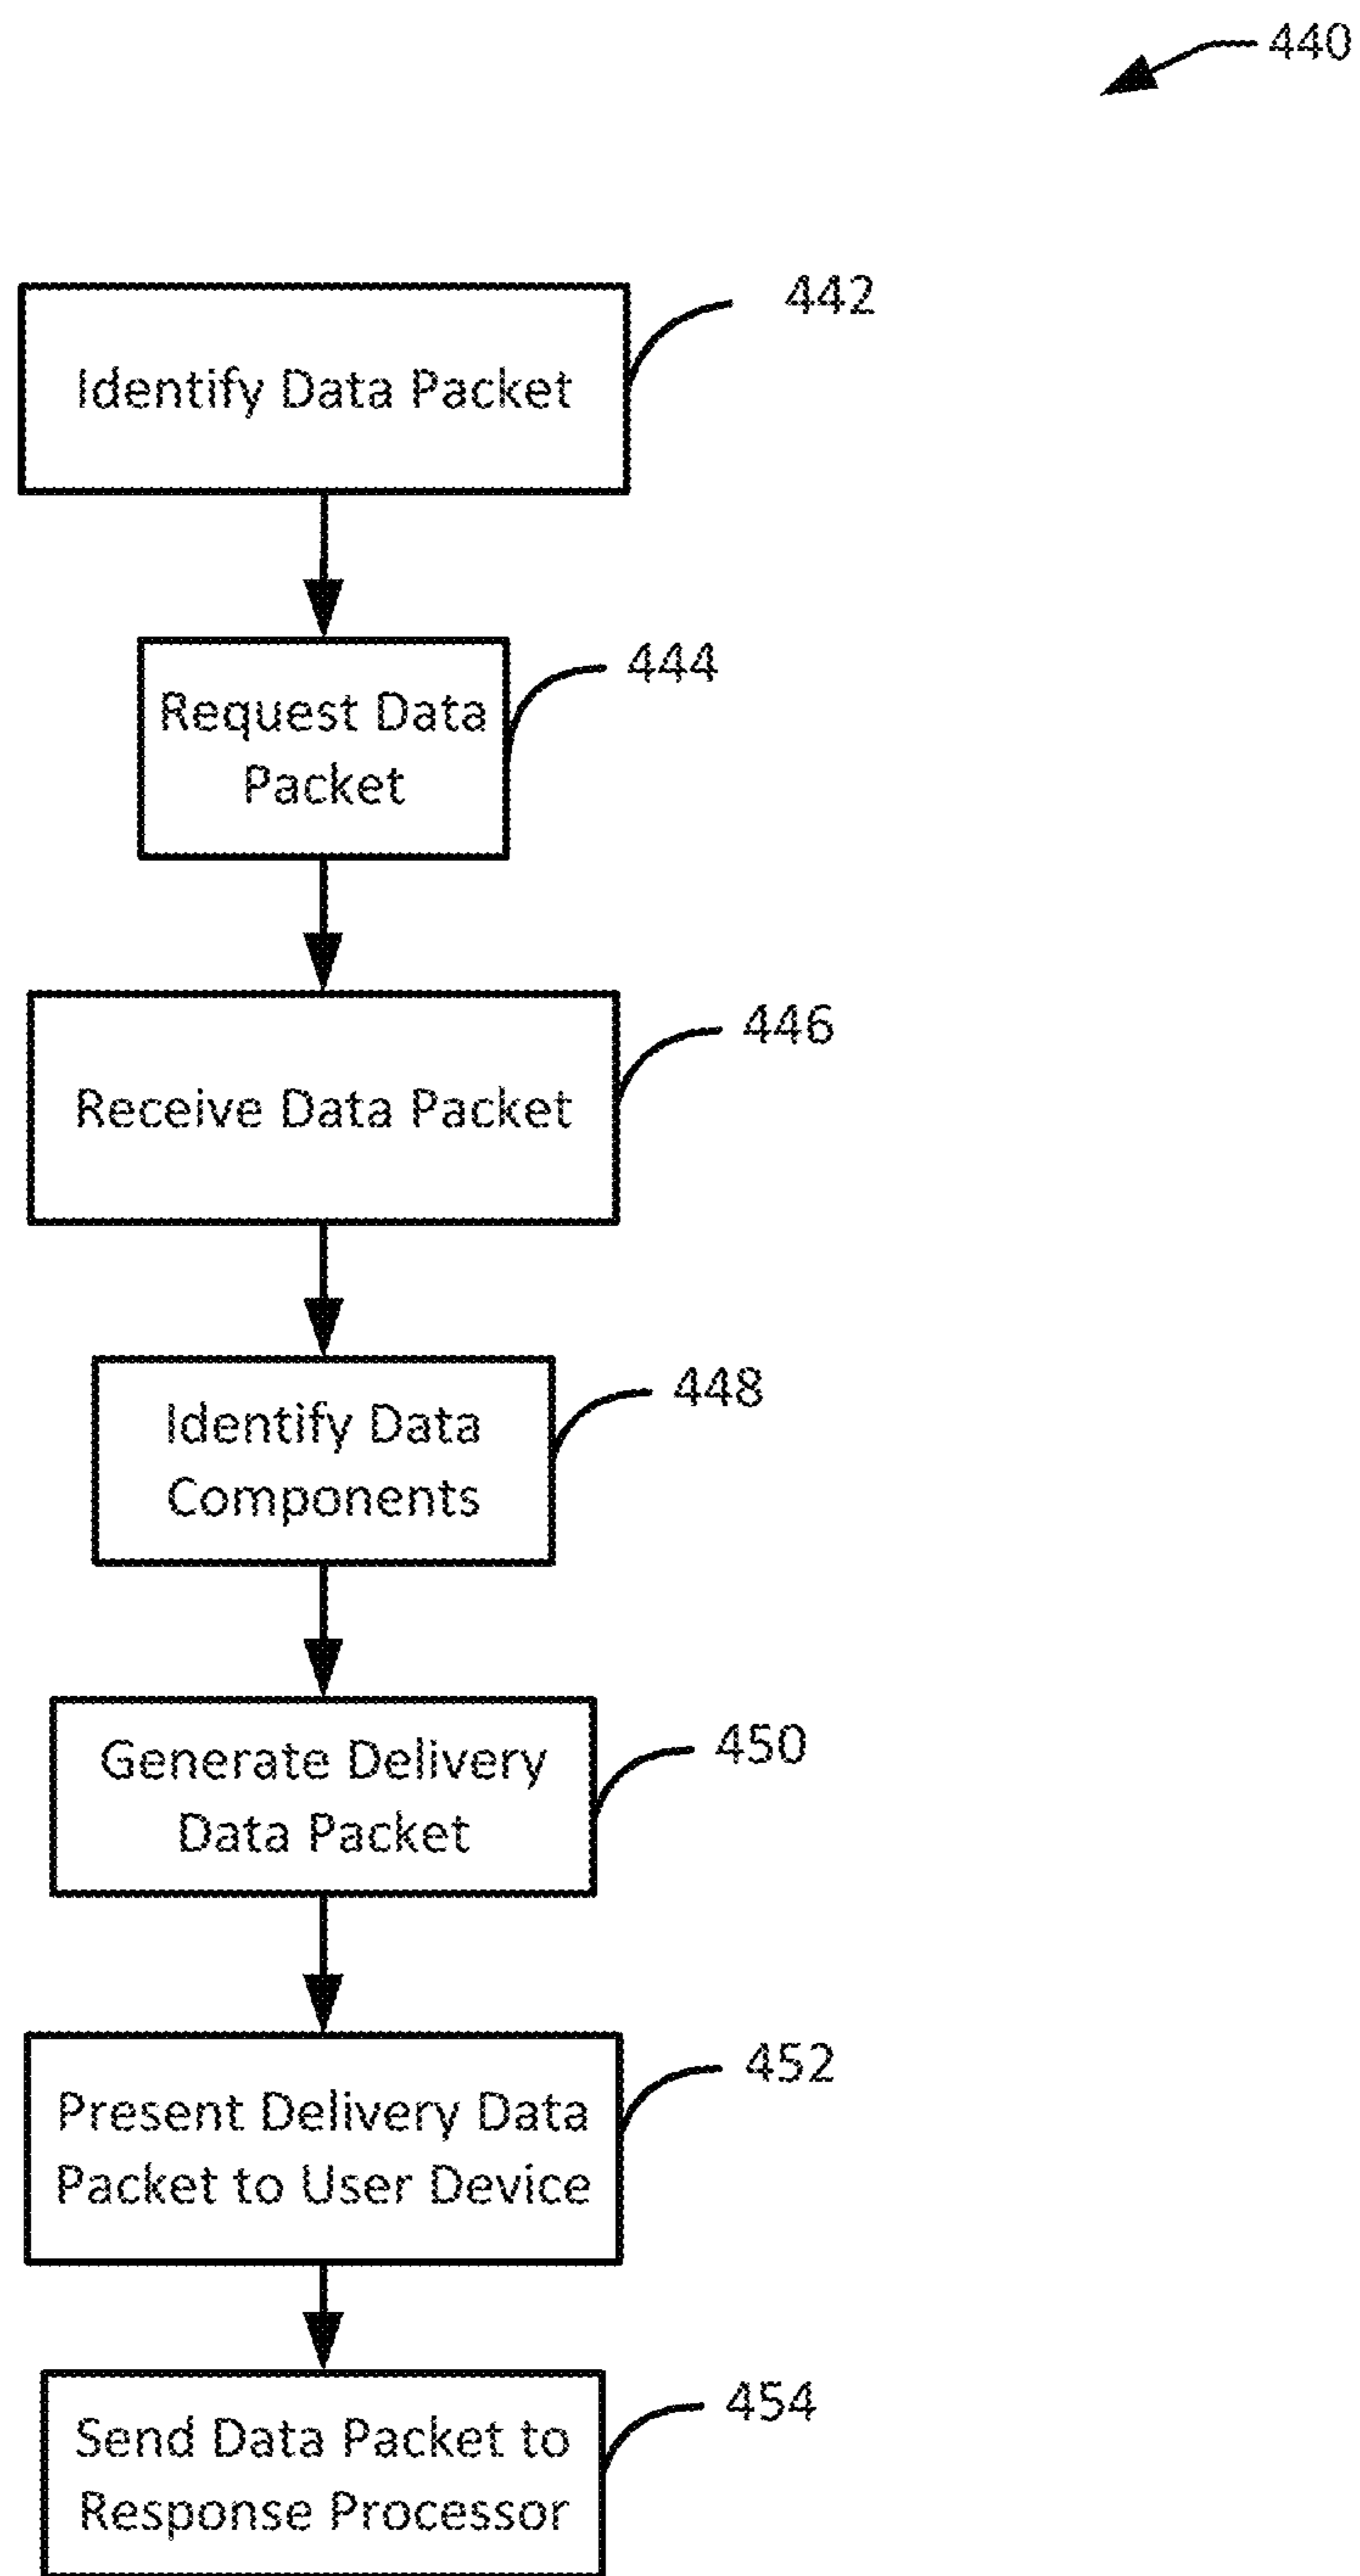 440
442
Identify Data Packet
444
Request Data
Packet
446
Receive Data Packet
448
Identify Data
Components
450
Generate Delivery
Data Packet
452
Present Delivery Data
Packet to User Device
454
Send Data Packet to
Response Processor